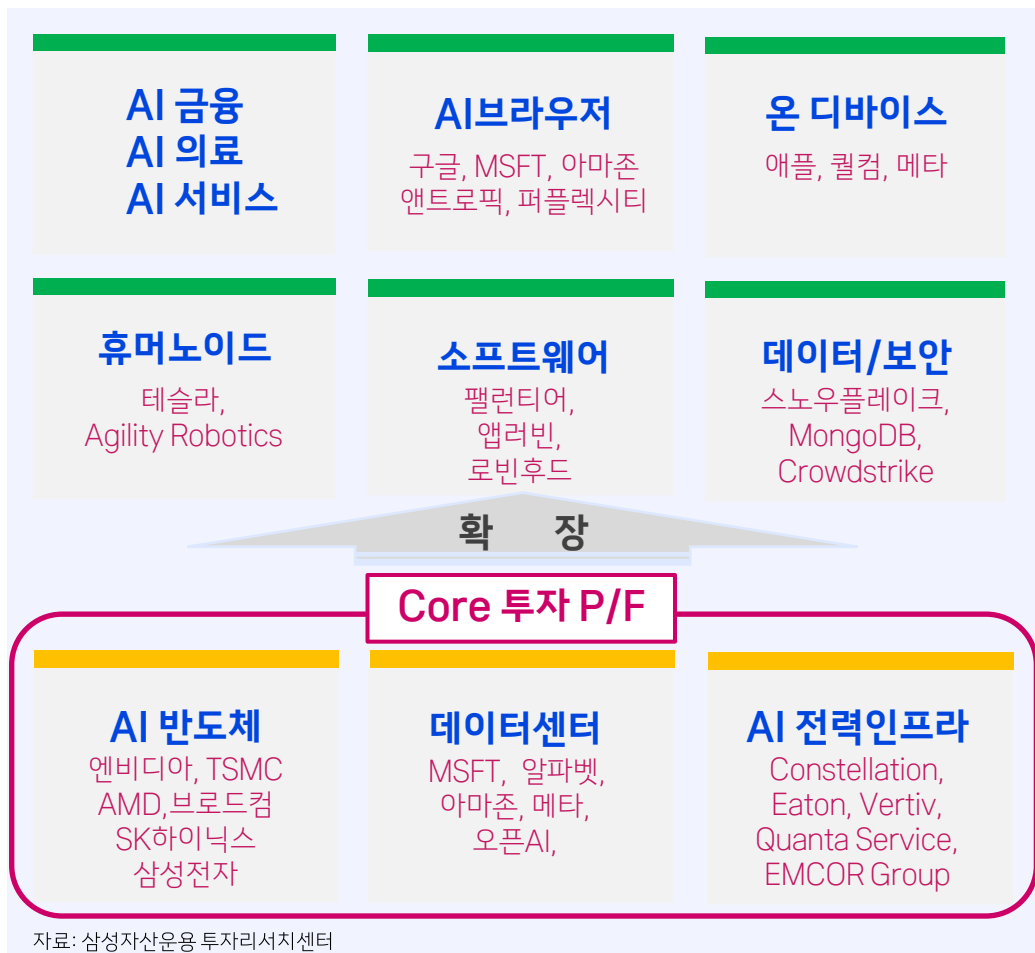 AI 금융
AI 의료
AI 서비스
AI브라우저
구글, MSFT, 아마존
앤트로픽, 퍼플렉시티
온 디바이스
애플, 퀄컴, 메타
휴머노이드
테슬라,
Agility Robotics
소프트웨어
팰런티어,
앱러빈,
로빈후드
데이터/보안
스노우플레이크,
MongoDB,
Crowdstrike
확 장
Core 투자 P/F
AI 반도체
엔비디아, TSMC
AMD,브로드컴
SK하이닉스
삼성전자
데이터센터
MSFT, 알파벳,
아마존, 메타,
오픈AI,
AI 전력인프라
Constellation,
Eaton, Vertiv,
Quanta Service,
EMCOR Group
자료: 삼성자산운용 투자리서치센터